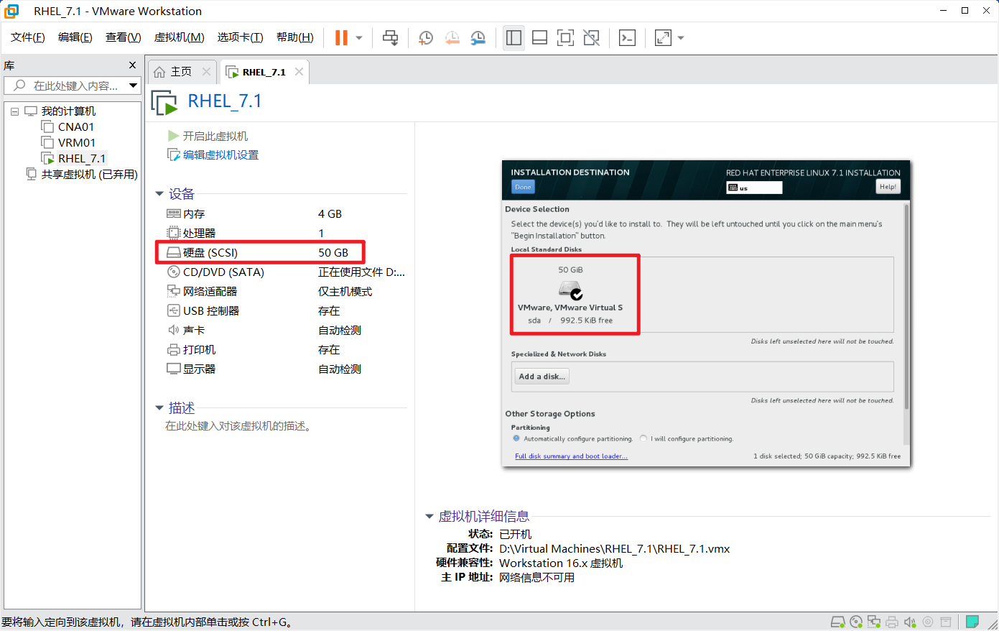 RHEL_7.1 - VMware Workstation
文件(F) 编辑(E) 查看(V) 虚拟机(M) 选项卡(T) 帮助(H)
库
在此处键入内容...
我的计算机
CNA01
VRM01
RHEL_7.1
共享虚拟机 (已弃用)
主页 RHEL_7.1
RHEL_7.1
开启此虚拟机
编辑虚拟机设置
设备
内存 4 GB
处理器 1
硬盘 (SCSI) 50 GB
CD/DVD (SATA) 正在使用文件 D:...
网络适配器 仅主机模式
USB 控制器 存在
声卡 自动检测
打印机 存在
显示器 自动检测
描述
在此处键入对该虚拟机的描述。
INSTALLATION DESTINATION RED HAT ENTERPRISE LINUX 7.1 INSTALLATION
Done us Help!
Device Selection
Select the device(s) you'd like to install to. They will be left untouched until you click on the main menu's
"Begin Installation" button.
Local Standard Disks
50 GiB
VMware, VMware Virtual S
sda / 992.5 KiB free
Disks left unselected here will not be touched.
Specialized & Network Disks
Add a disk...
Disks left unselected here will not be touched.
Other Storage Options
Partitioning
Automatically configure partitioning. I will configure partitioning.
Full disk summary and boot loader... 1 disk selected; 50 GiB capacity; 992.5 KiB free
虚拟机详细信息
状态: 已开机
配置文件: D:\Virtual Machines\RHEL_7.1\RHEL_7.1.vmx
硬件兼容性: Workstation 16.x 虚拟机
主 IP 地址: 网络信息不可用
要将输入定向到该虚拟机，请在虚拟机内部单击或按 Ctrl+G。